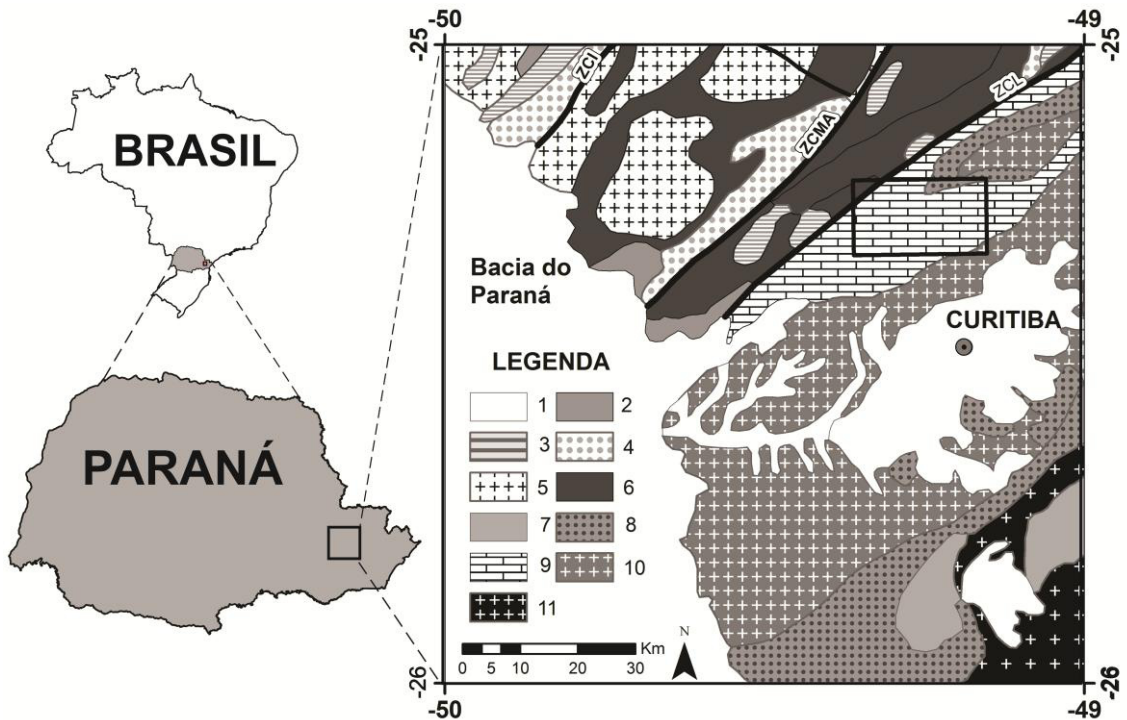 BRASIL
PARANÁ
-50
-49
-25
-25
ZCI
ZCMA
ZCL
Bacia do
Paraná
CURITIBA
LEGENDA
1 2
3 4
5 6
7 8
9 10
11
0 5 10 20 30 Km
N
-26
-26
-50
-49